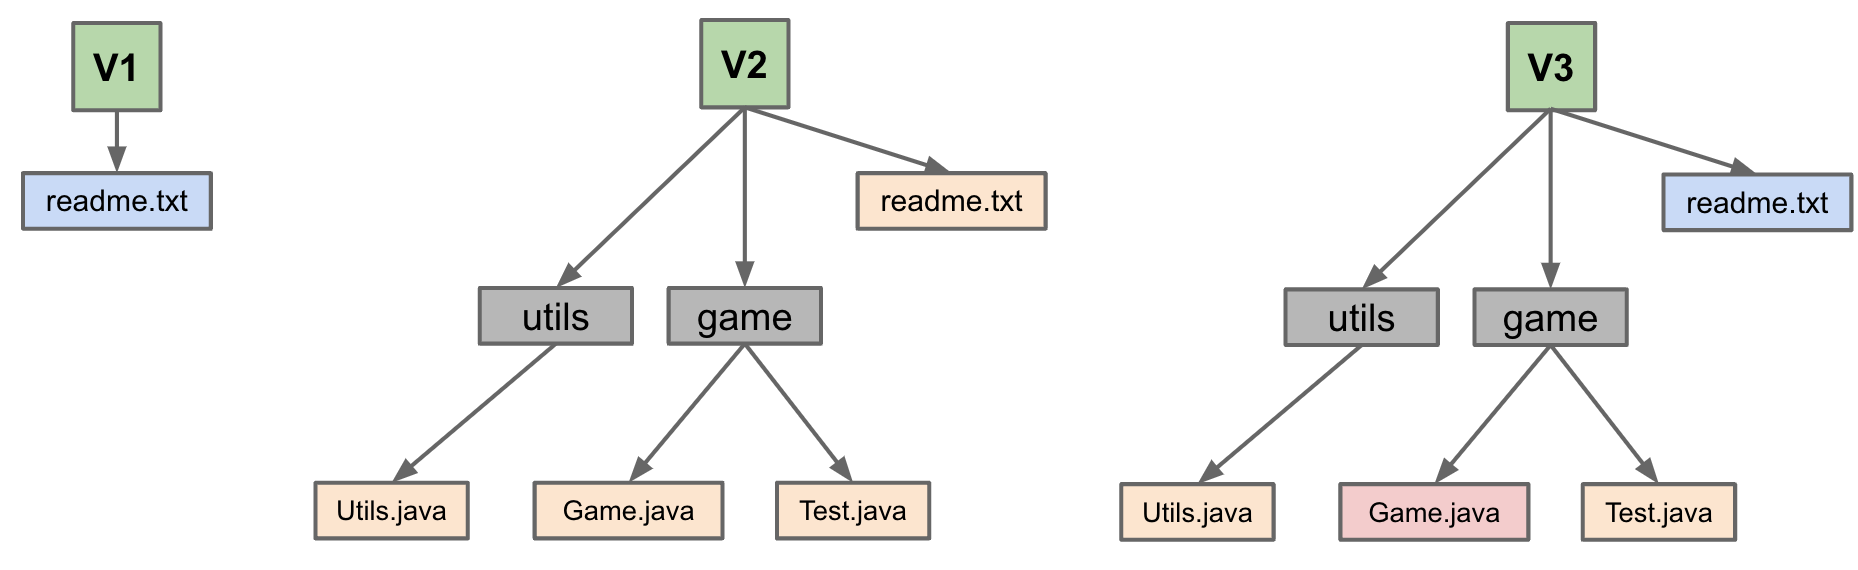 V1
readme.txt
V2
readme.txt
utils
game
Utils.java
Game.java
Test.java
V3
readme.txt
utils
game
Utils.java
Game.java
Test.java